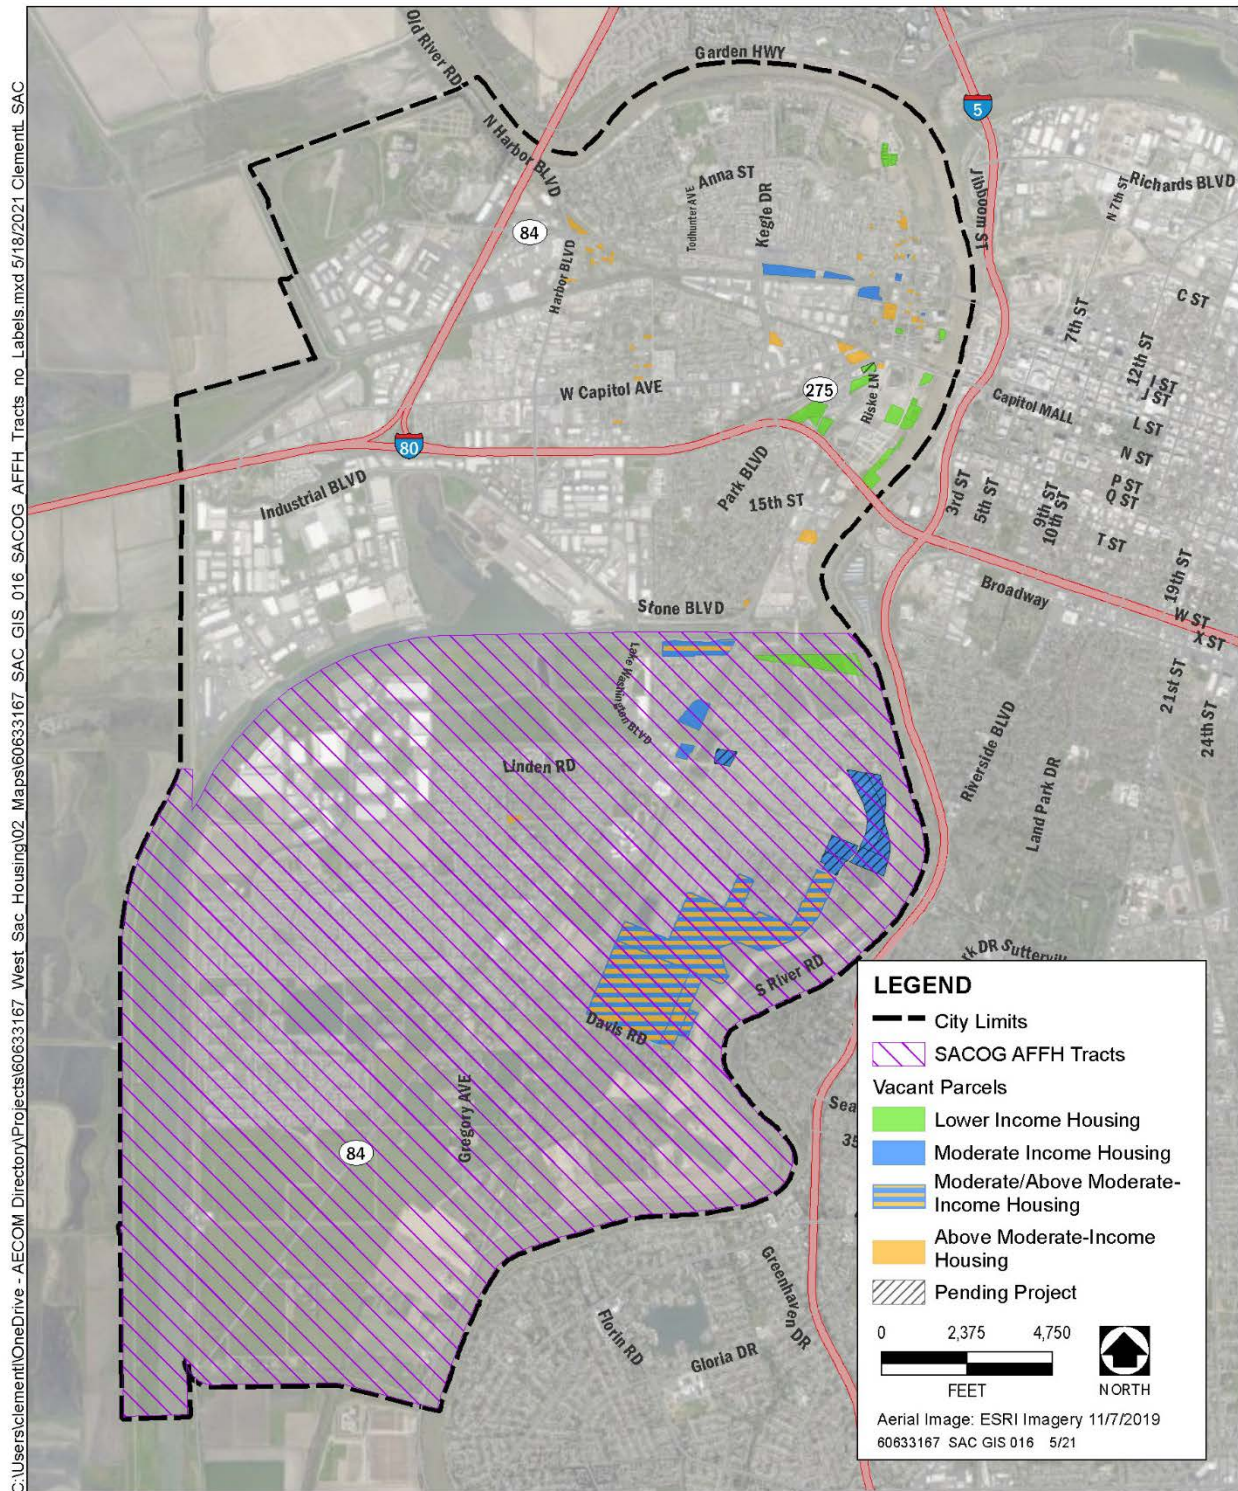 C:\Users\clementl\OneDrive - AECOM Directory\Projects\60633167_West_Sac_Housing\02_Maps\60633167_SAC_GIS_016_SACOG_AFFH_Tracts_no_Labels.mxd 5/18/2021 ClementL SAC
Old River RD
Garden HWY
5
N Harbor BLVD
Anna ST
Richards BLVD
N 7th ST
Todhunter AVE
Kegle DR
Jibboom ST
84
Harbor BLVD
C ST
7th ST
12th ST
I ST
J ST
W Capitol AVE
275
Riske LN
Capitol MALL
L ST
80
N ST
Industrial BLVD
Park BLVD
15th ST
3rd ST
5th ST
9th ST
10th ST
P ST
Q ST
T ST
19th ST
Broadway
Stone BLVD
W ST
X ST
Lake Washington BLVD
21st ST
24th ST
Linden RD
Riverside BLVD
Land Park DR
S River RD
Davis RD
rk DR
Suttervil
Gregory AVE
84
Sea
35
Greenhaven DR
Florin RD
Gloria DR
LEGEND
City Limits
SACOG AFFH Tracts
Vacant Parcels
Lower Income Housing
Moderate Income Housing
Moderate/Above Moderate-
Income Housing
Above Moderate-Income
Housing
Pending Project
0 2,375 4,750
FEET
NORTH
Aerial Image: ESRI Imagery 11/7/2019
60633167 SAC GIS 016 5/21